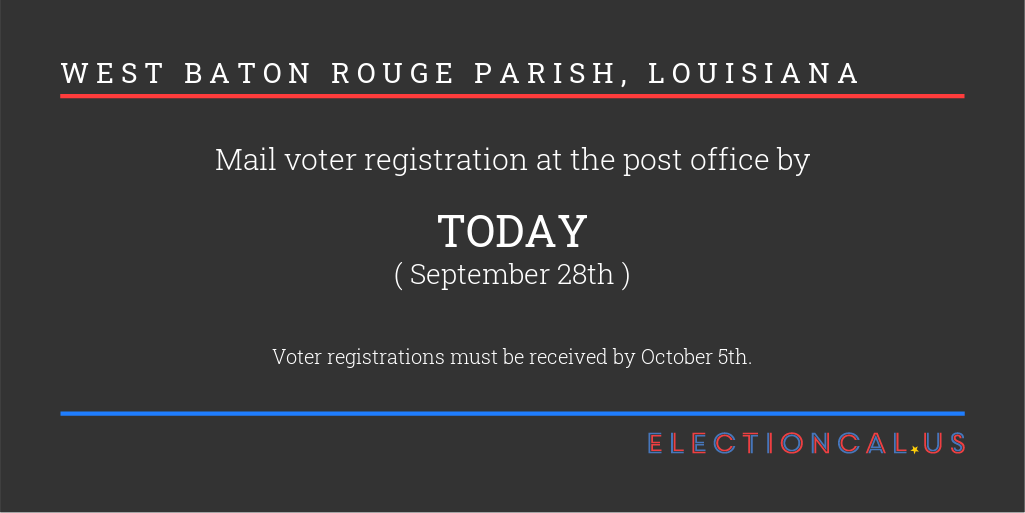 WEST BATON ROUGE PARISH, LOUISIANA
Mail voter registration at the post office by
TODAY
( September 28th )
Voter registrations must be received by October 5th.
ELECTIONCAL.US